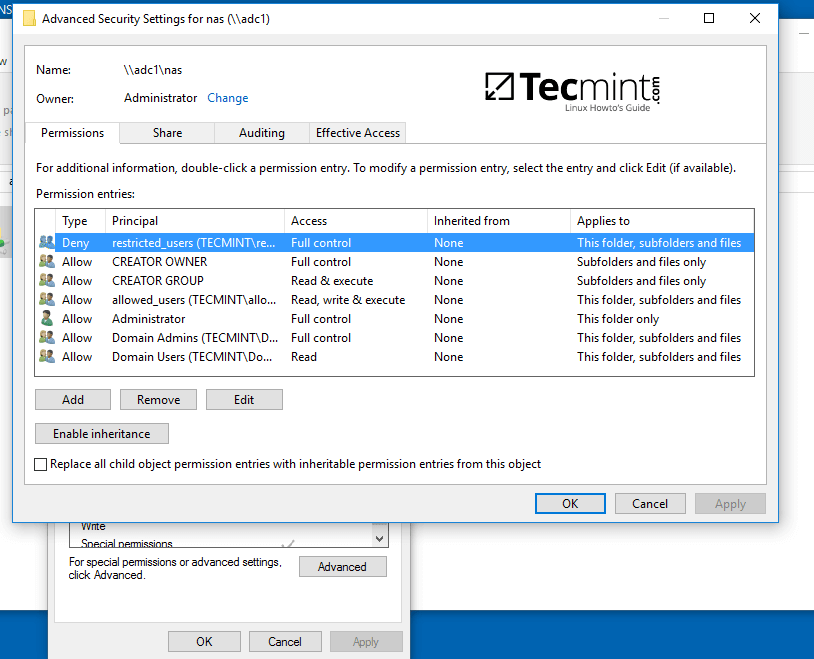 NS
Advanced Security Settings for nas (\\adc1)
Name: \\adc1\nas
Owner: Administrator Change
Tecmint.com
Linux Howto's Guide
Permissions Share Auditing Effective Access
For additional information, double-click a permission entry. To modify a permission entry, select the entry and click Edit (if available).
Permission entries:
Type Principal Access Inherited from Applies to
Deny restricted_users (TECMINT\re... Full control None This folder, subfolders and files
Allow CREATOR OWNER Full control None Subfolders and files only
Allow CREATOR GROUP Read & execute None Subfolders and files only
Allow allowed_users (TECMINT\allo... Read, write & execute None This folder, subfolders and files
Allow Administrator Full control None This folder only
Allow Domain Admins (TECMINT\D... Full control None This folder, subfolders and files
Allow Domain Users (TECMINT\Do... Read None This folder, subfolders and files
Add Remove Edit
Enable inheritance
Replace all child object permission entries with inheritable permission entries from this object
OK Cancel Apply
Write
Special permissions
For special permissions or advanced settings,
click Advanced.
Advanced
OK Cancel Apply